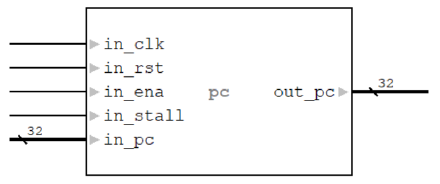 in_clk
in_rst
in_ena pc out_pc 32
in_stall
32
in_pc